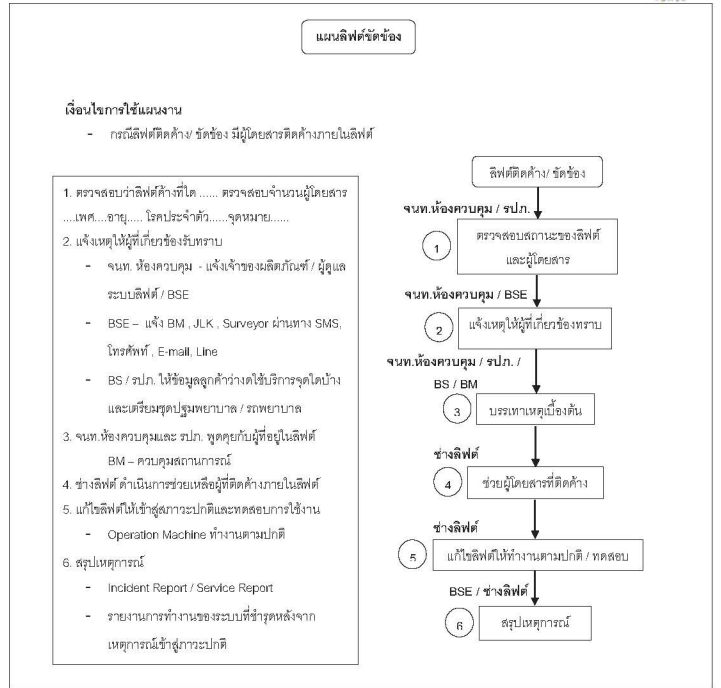 แผนลิฟต์ขัดข้อง
เงื่อนไขการใช้แผนงาน
- กรณีลิฟต์ติดค้าง/ ขัดข้อง มีผู้โดยสารติดค้างภายในลิฟต์
1. ตรวจสอบว่าลิฟต์ค้างที่ใด ...... ตรวจสอบจำนวนผู้โดยสาร
....เพศ....อายุ..... โรคประจำตัว......จุดหมาย......
2. แจ้งเหตุให้ผู้ที่เกี่ยวข้องรับทราบ
- จนท. ห้องควบคุม - แจ้งเจ้าของผลิตภัณฑ์ / ผู้ดูแล
ระบบลิฟต์ / BSE
- BSE – แจ้ง BM , JLK , Surveyor ผ่านทาง SMS,
โทรศัพท์ , E-mail, Line
- BS / รปภ. ให้ข้อมูลลูกค้าว่างดใช้บริการจุดใดบ้าง
และเตรียมชุดปฐมพยาบาล / รถพยาบาล
3. จนท.ห้องควบคุมและ รปภ. พูดคุยกับผู้ที่อยู่ในลิฟต์
BM – ควบคุมสถานการณ์
4. ช่างลิฟต์ ดำเนินการช่วยเหลือผู้ที่ติดค้างภายในลิฟต์
5. แก้ไขลิฟต์ให้เข้าสู่สภาวะปกติและทดสอบการใช้งาน
- Operation Machine ทำงานตามปกติ
6. สรุปเหตุการณ์
- Incident Report / Service Report
- รายงานการทำงานของระบบที่ชำรุดหลังจาก
เหตุการณ์เข้าสู่ภาวะปกติ
ลิฟต์ติดค้าง/ ขัดข้อง
จนท.ห้องควบคุม / รปภ.
1
ตรวจสอบสถานะของลิฟต์
และผู้โดยสาร
จนท.ห้องควบคุม / BSE
2
แจ้งเหตุให้ผู้ที่เกี่ยวข้องทราบ
จนท.ห้องควบคุม / รปภ. /
BS / BM
3
บรรเทาเหตุเบื้องต้น
ช่างลิฟต์
4
ช่วยผู้โดยสารที่ติดค้าง
ช่างลิฟต์
5
แก้ไขลิฟต์ให้ทำงานตามปกติ / ทดสอบ
BSE / ช่างลิฟต์
6
สรุปเหตุการณ์